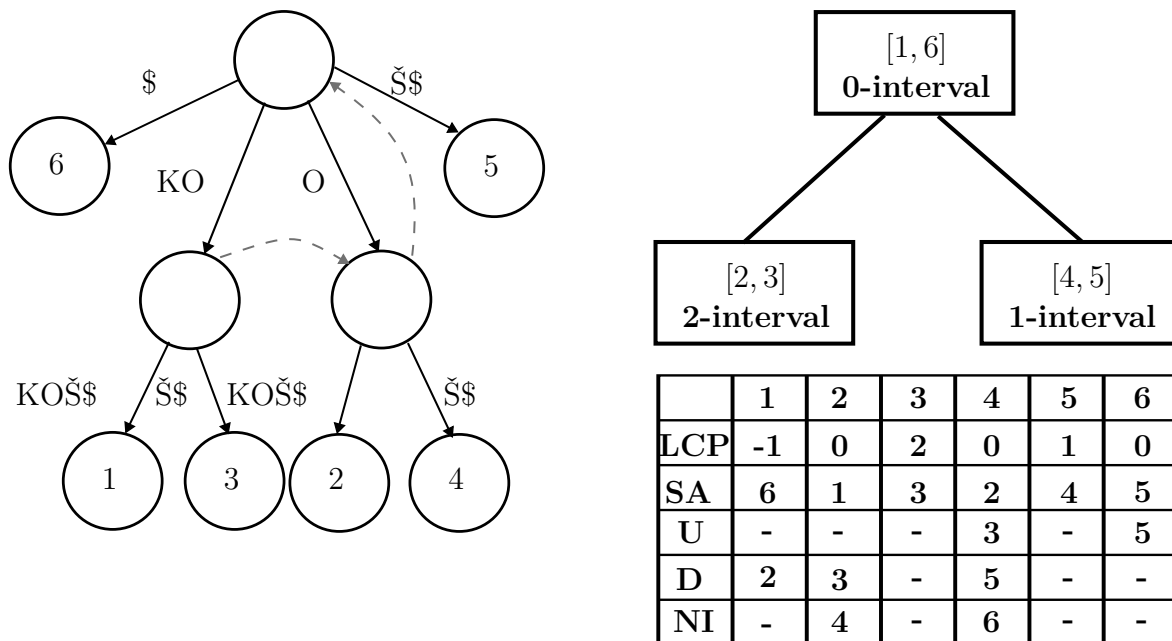 $
Š$
6
5
KO
O
KOŠ$
Š$
KOŠ$
Š$
1
3
2
4
[1, 6]
0-interval
[2, 3]
2-interval
[4, 5]
1-interval
1 2 3 4 5 6
LCP -1 0 2 0 1 0
SA 6 1 3 2 4 5
U - - - 3 - 5
D 2 3 - 5 - -
NI - 4 - 6 - -